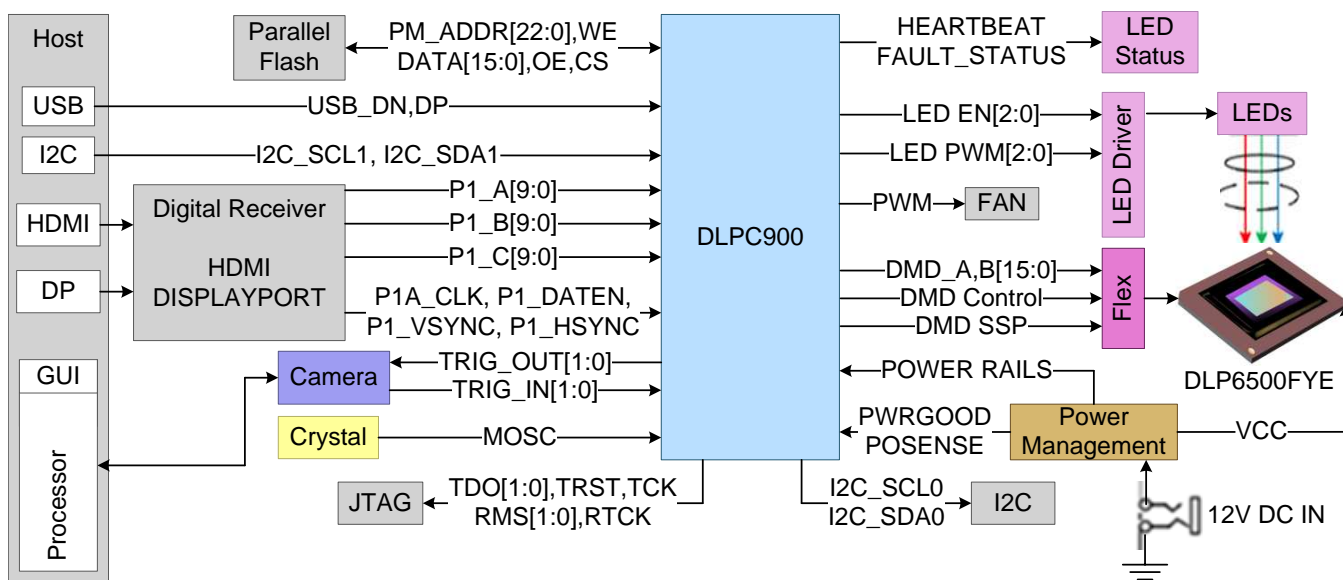 Host
USB
I2C
HDMI
DP
GUI
Processor
Parallel
Flash
PM_ADDR[22:0],WE
DATA[15:0],OE,CS
USB_DN,DP
I2C_SCL1, I2C_SDA1
Digital Receiver
HDMI
DISPLAYPORT
P1_A[9:0]
P1_B[9:0]
P1_C[9:0]
P1A_CLK, P1_DATEN,
P1_VSYNC, P1_HSYNC
Camera
TRIG_OUT[1:0]
TRIG_IN[1:0]
Crystal
MOSC
JTAG
TDO[1:0],TRST,TCK
RMS[1:0],RTCK
DLPC900
HEARTBEAT
FAULT_STATUS
LED
Status
LED EN[2:0]
LED PWM[2:0]
LED Driver
LEDs
PWM
FAN
DMD_A,B[15:0]
DMD Control
DMD SSP
Flex
DLP6500FYE
POWER RAILS
PWRGOOD
POSENSE
Power
Management
VCC
I2C_SCL0
I2C_SDA0
I2C
12V DC IN